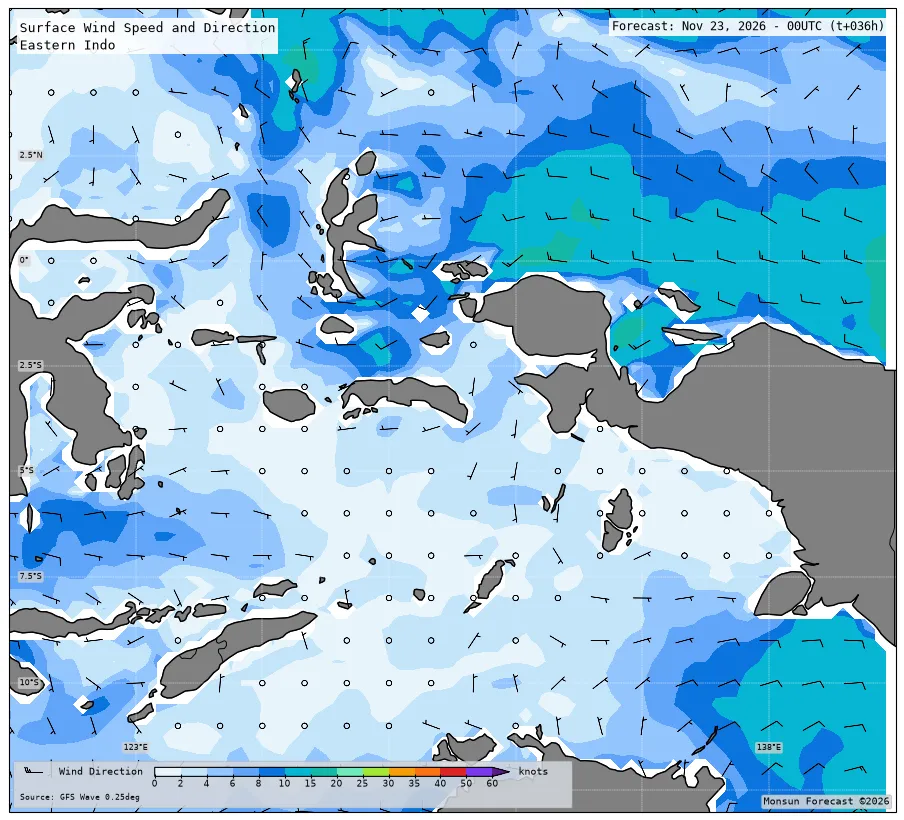 Surface Wind Speed and Direction
Eastern Indo
Forecast: Nov 23, 2026 - 00UTC (t+036h)
2.5°N
0°
2.5°S
5°S
7.5°S
10°S
123°E
138°E
Wind Direction
knots
0 2 4 6 8 10 15 20 25 30 35 40 50 60
Source: GFS Wave 0.25deg
Monsun Forecast ©2026